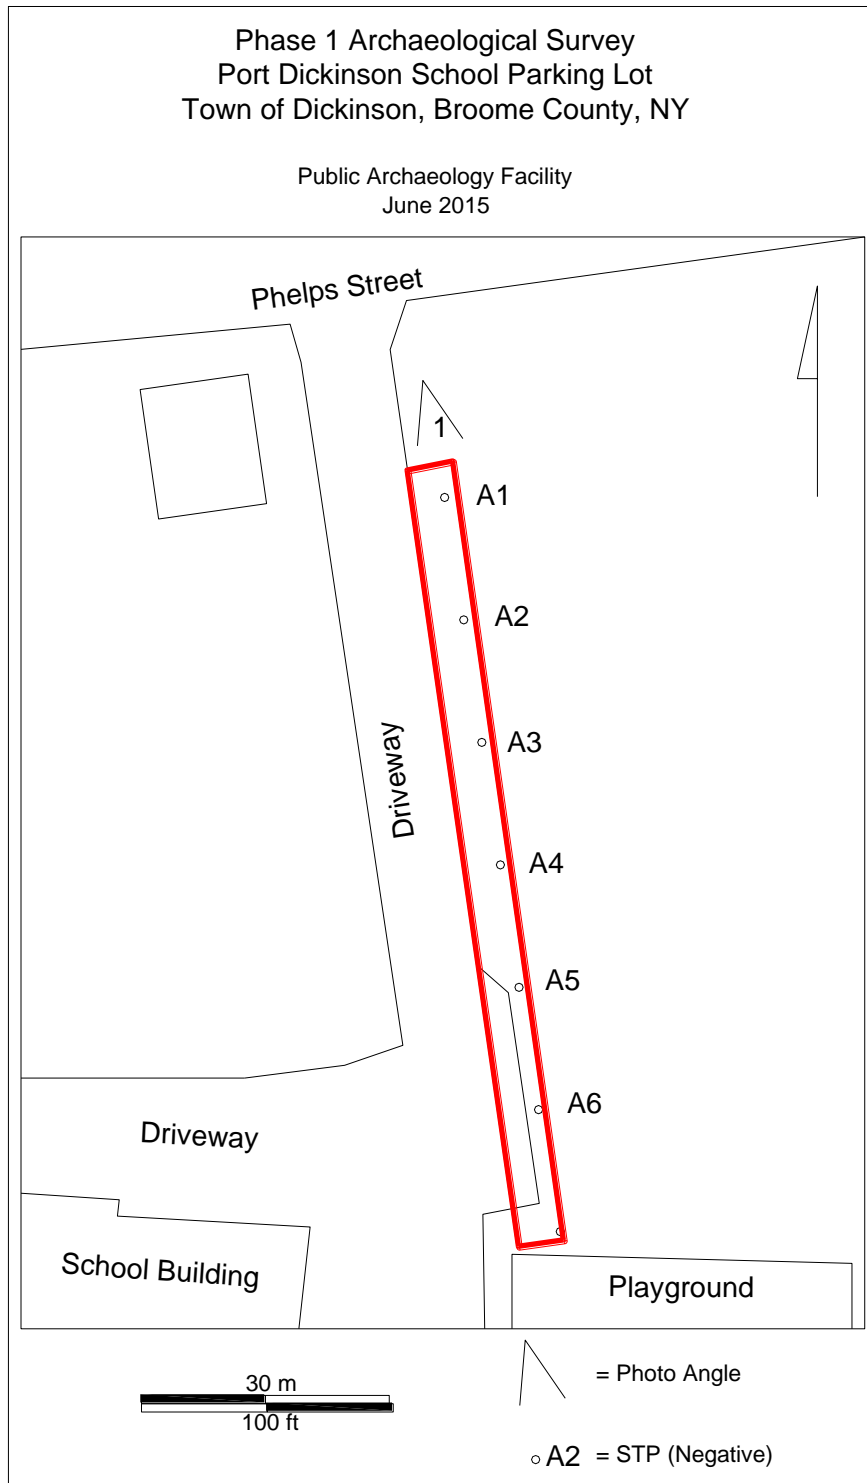 Phase 1 Archaeological Survey
Port Dickinson School Parking Lot
Town of Dickinson, Broome County, NY
Public Archaeology Facility
June 2015
Phelps Street
1
A1
A2
A3
Driveway
A4
A5
A6
Driveway
School Building
Playground
30 m
100 ft
= Photo Angle
A2 = STP (Negative)